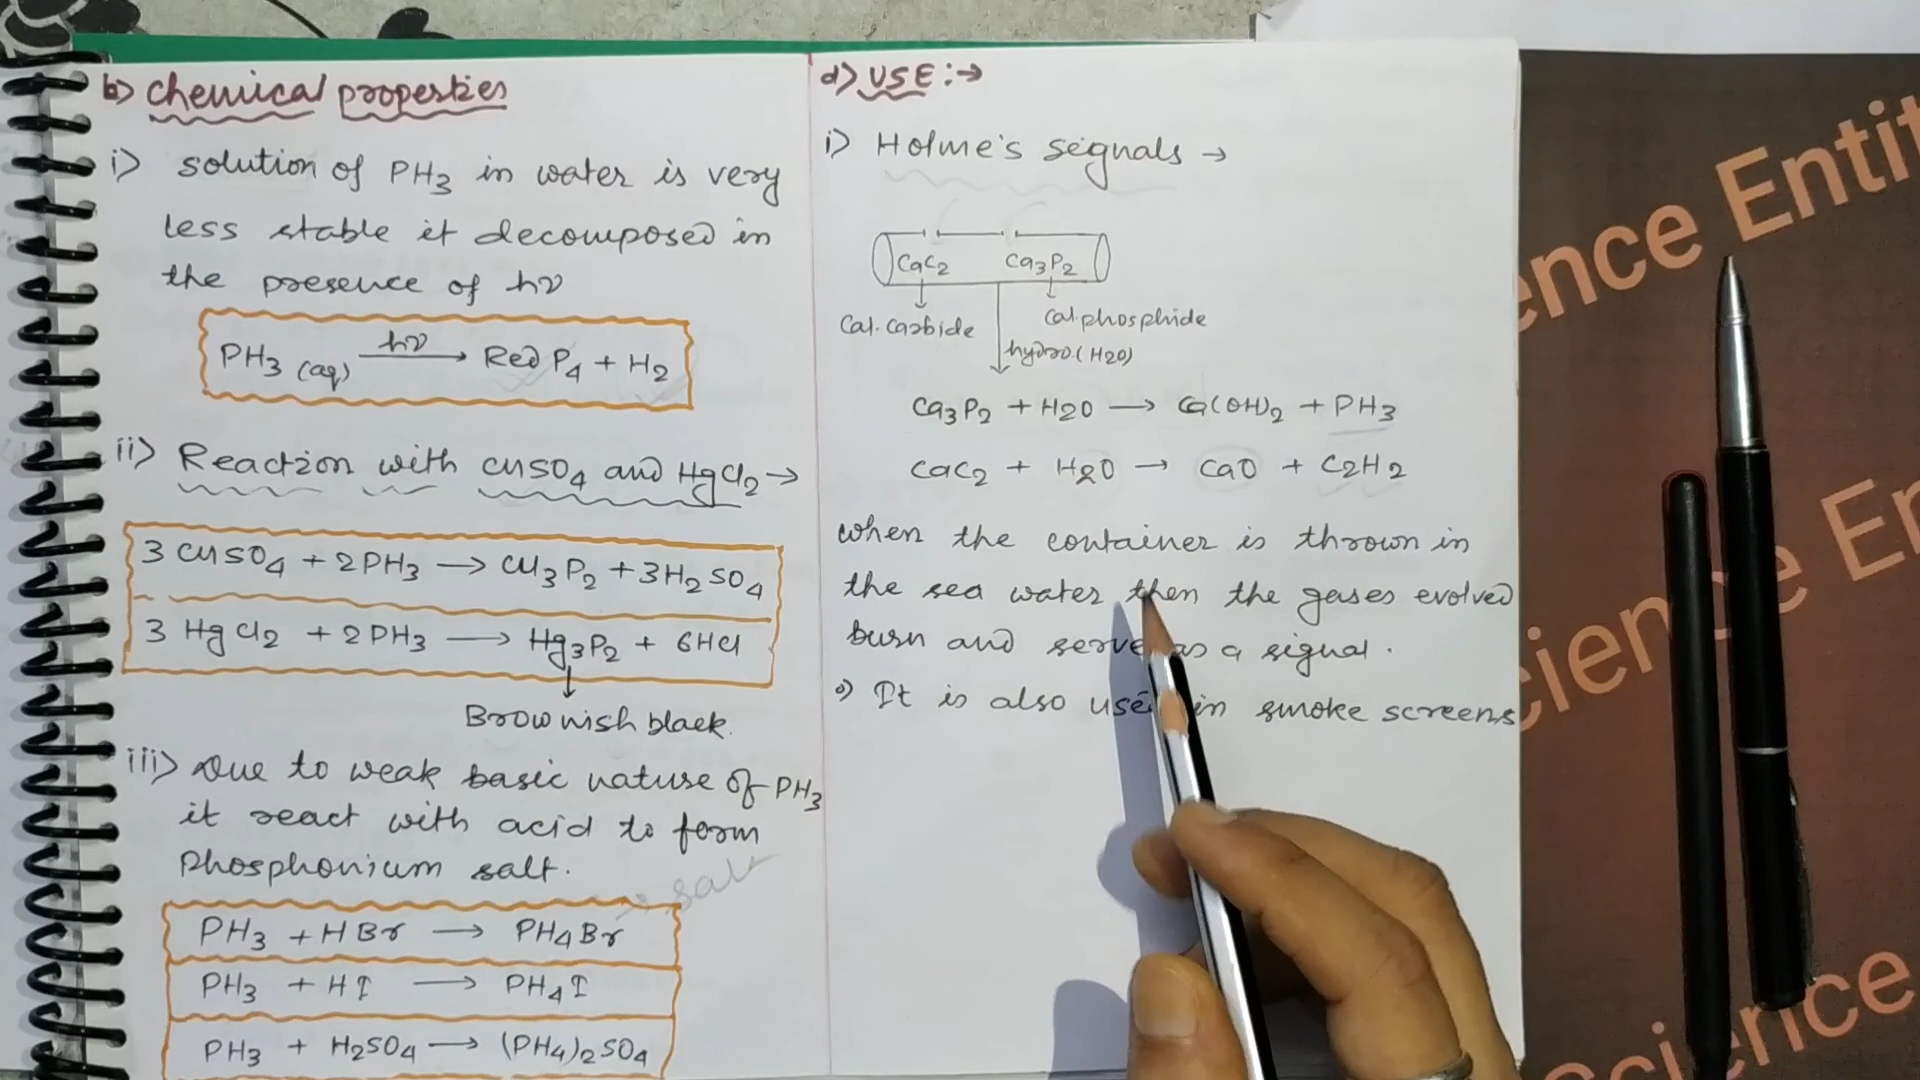 b) Chemical properties
i) solution of PH3 in water is very
less stable it decomposed in
the presence of hν
PH3 (aq) hν → Red P4 + H2
ii) Reaction with CuSO4 and HgCl2 →
3 CuSO4 + 2PH3 → Cu3P2 + 3H2SO4
3 HgCl2 + 2PH3 → Hg3P2 + 6HCl
↓
Brownish black.
iii) Due to weak basic nature of PH3
it react with acid to form
Phosphonium salt.
→ salt
PH3 + HBr → PH4Br
PH3 + HI → PH4I
PH3 + H2SO4 → (PH4)2SO4
d) USE :→
i) Holme's signals →
CaC2 Ca3P2
Cal. carbide cal.phosphide
hydro.(H2O)
Ca3P2 + H2O → Ca(OH)2 + PH3
CaC2 + H2O → CaO + C2H2
when the container is thrown in
the sea water then the gases evolved
burn and serve as a signal.
It is also in smoke screens
ence Entit
cience En
Science